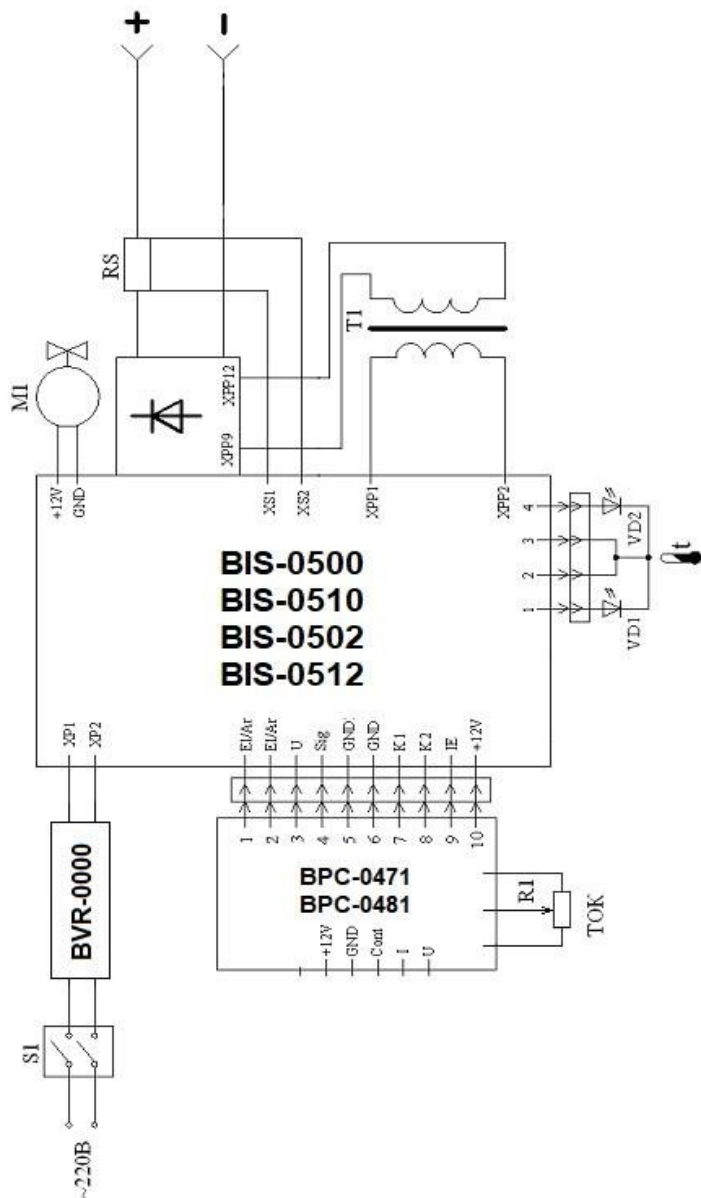 +
-
RS
M1
+12V
GND
XPP9
XPP12
T1
XS1
XS2
XPP1
XPP2
BIS-0500
BIS-0510
BIS-0502
BIS-0512
1
2
3
4
VD1
VD2
t
XP1
XP2
BVR-0000
S1
~220В
1 El/Ar
2 El/Ar
3 U
4 Sig
5 GND
6 GND
7 K1
8 K2
9 IE
10 +12V
BPC-0471
BPC-0481
+12V
GND
Cont
I
U
R1
ТОК